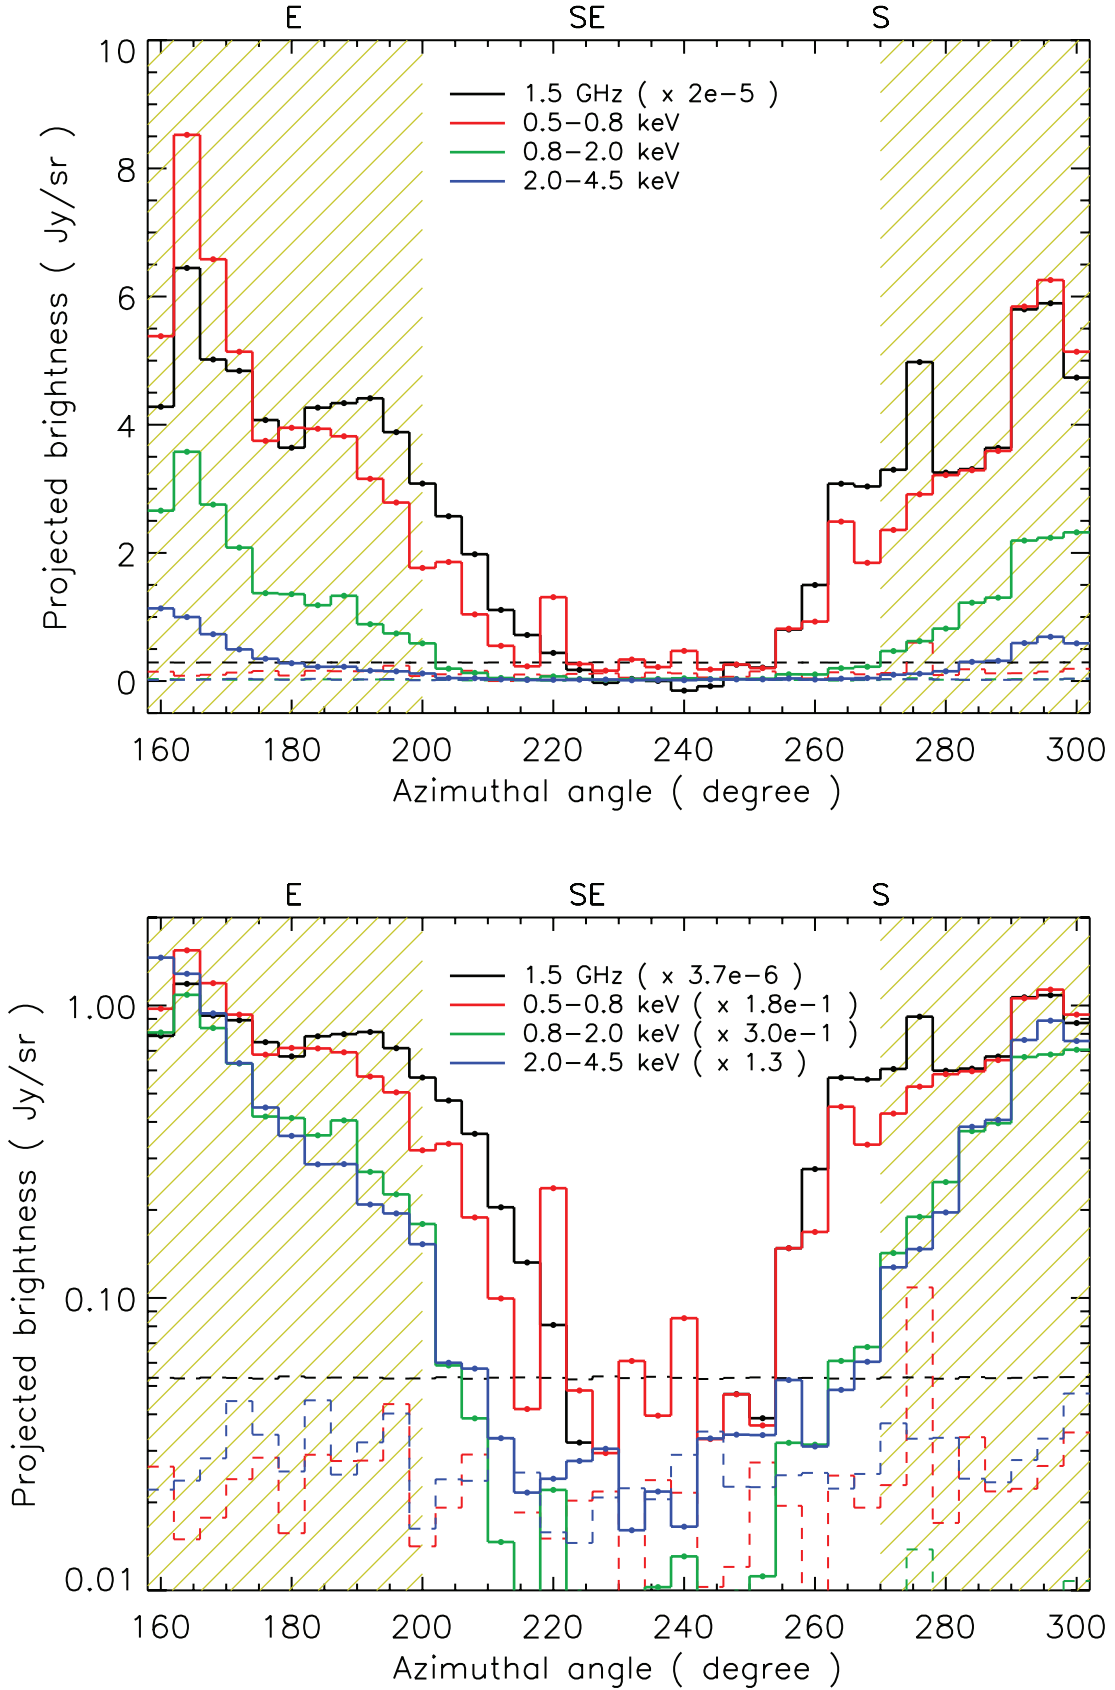 E SE S
10
8
6
4
2
0
Projected brightness ( Jy/sr )
1.5 GHz ( x 2e−5 )
0.5−0.8 keV
0.8−2.0 keV
2.0−4.5 keV
160 180 200 220 240 260 280 300
Azimuthal angle ( degree )
E SE S
1.00
0.10
0.01
Projected brightness ( Jy/sr )
1.5 GHz ( x 3.7e−6 )
0.5−0.8 keV ( x 1.8e−1 )
0.8−2.0 keV ( x 3.0e−1 )
2.0−4.5 keV ( x 1.3 )
160 180 200 220 240 260 280 300
Azimuthal angle ( degree )